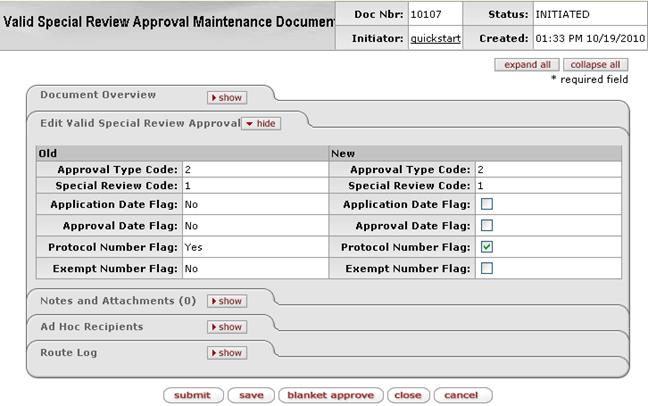 Valid Special Review Approval Maintenance Documen
Doc Nbr: 10107 Status: INITIATED
Initiator: quickstart Created: 01:33 PM 10/19/2010
expand all collapse all
* required field
Document Overview show
Edit Valid Special Review Approval hide
Old New
Approval Type Code: 2 Approval Type Code: 2
Special Review Code: 1 Special Review Code: 1
Application Date Flag: No Application Date Flag:
Approval Date Flag: No Approval Date Flag:
Protocol Number Flag: Yes Protocol Number Flag:
Exempt Number Flag: No Exempt Number Flag:
Notes and Attachments (0) show
Ad Hoc Recipients show
Route Log show
submit save blanket approve close cancel